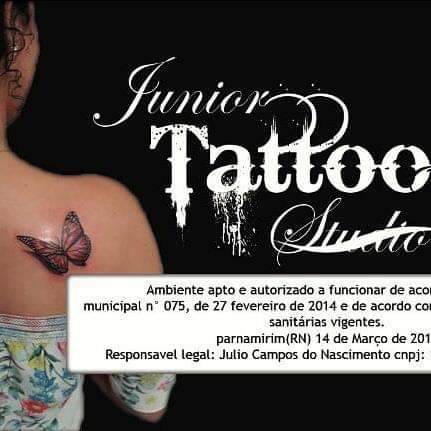 Junior
Tattoo
Studio
Ambiente apto e autorizado a funcionar de aco
municipal n° 075, de 27 fevereiro de 2014 e de acordo co
sanitárias vigentes.
parnamirim(RN) 14 de Março de 201
Responsavel legal: Julio Campos do Nascimento cnpj: